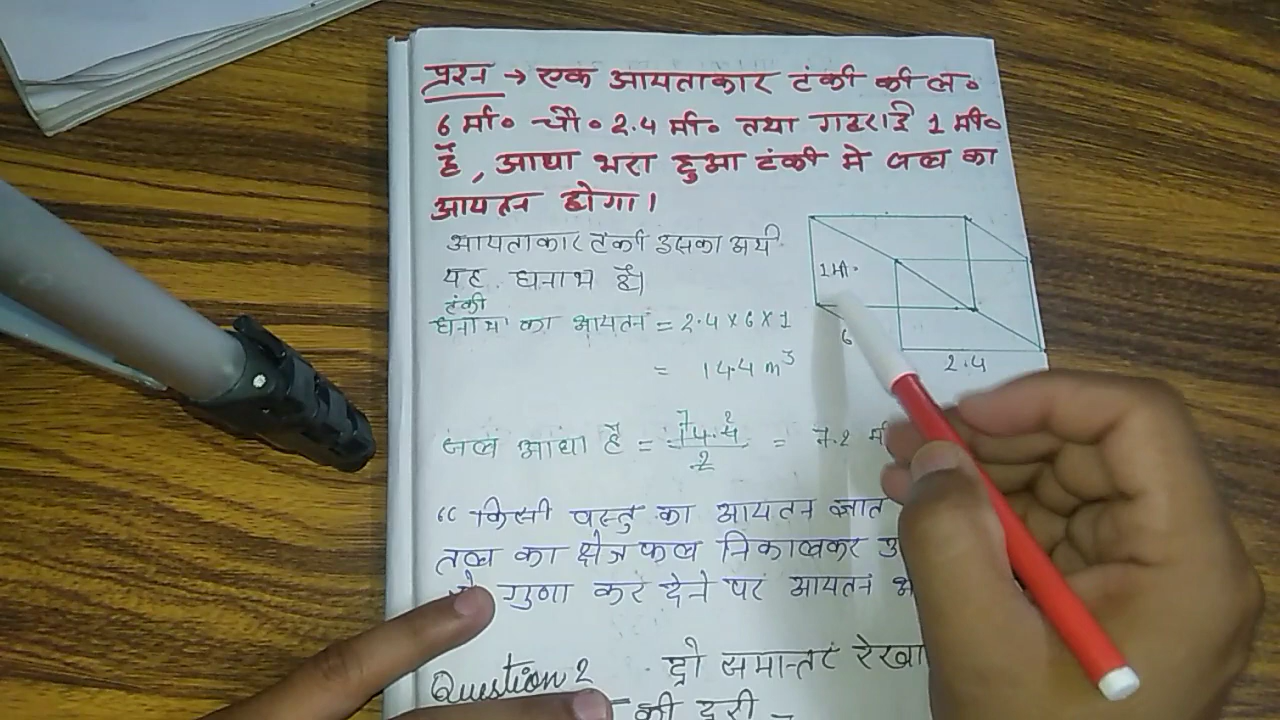 प्रश्न → एक आयताकार टंकी की ल०
6 मी० चौ० 2.4 मी० तथा गहराई 1 मी०
है, आधा भरा हुआ टंकी मे जल का
आयतन होगा।
आयताकार टंकी इसका अर्थ
यह घनाभ है।
टंकी
घनाभ का आयतन = 2.4 x 6 x 1
= 14.4 m³
1मी०
6
2.4
जल आधा है = 14.4/2 = 7.2 मी
7 2
“ किसी वस्तु का आयतन ज्ञात
तल का क्षेत्रफल निकालकर
गुणा कर देने पर आयतन
Question 2 दो समान्तर रेखा
की दूरी =